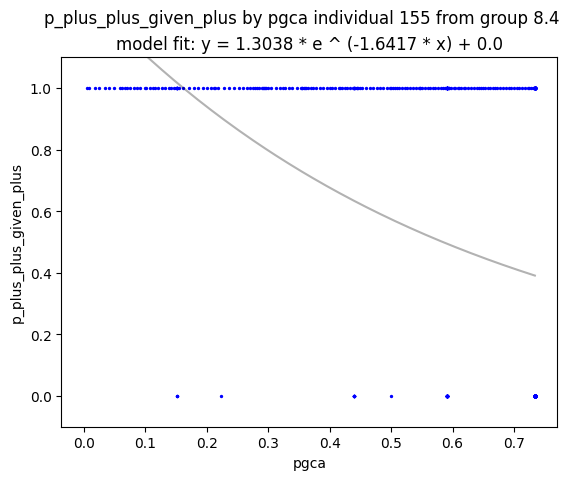 p_plus_plus_given_plus by pgca individual 155 from group 8.4
model fit: y = 1.3038 * e ^ (-1.6417 * x) + 0.0
p_plus_plus_given_plus
1.0
0.8
0.6
0.4
0.2
0.0
0.0 0.1 0.2 0.3 0.4 0.5 0.6 0.7
pgca